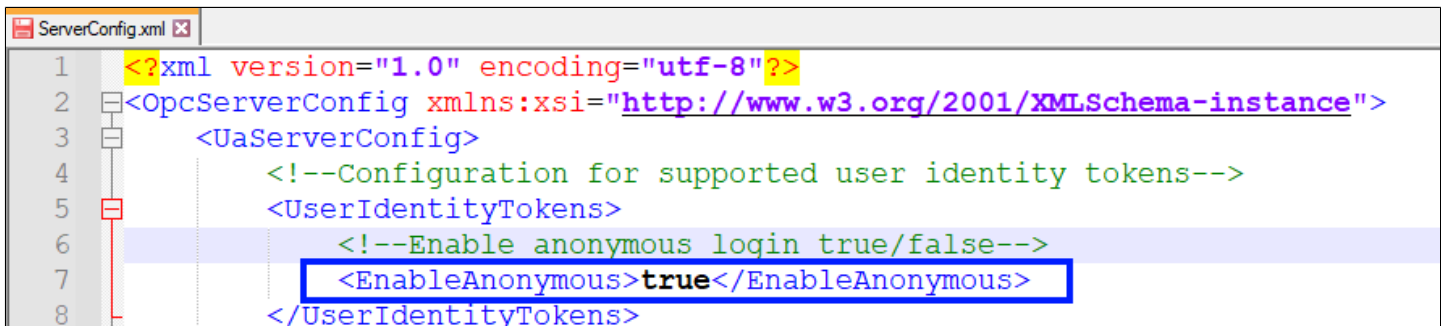 ServerConfig.xml
1 <?xml version="1.0" encoding="utf-8"?>
2 <OpcServerConfig xmlns:xsi="http://www.w3.org/2001/XMLSchema-instance">
3 <UaServerConfig>
4 <!--Configuration for supported user identity tokens-->
5 <UserIdentityTokens>
6 <!--Enable anonymous login true/false-->
7 <EnableAnonymous>true</EnableAnonymous>
8 </UserIdentityTokens>